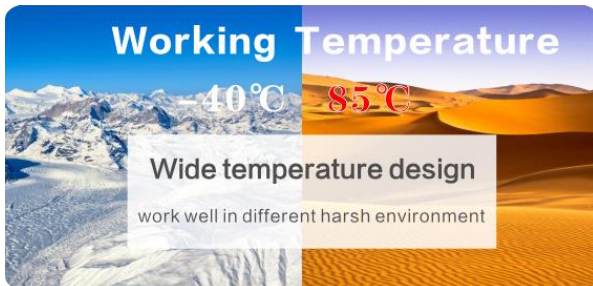 Working Temperature
-40℃ 85℃
Wide temperature design
work well in different harsh environment